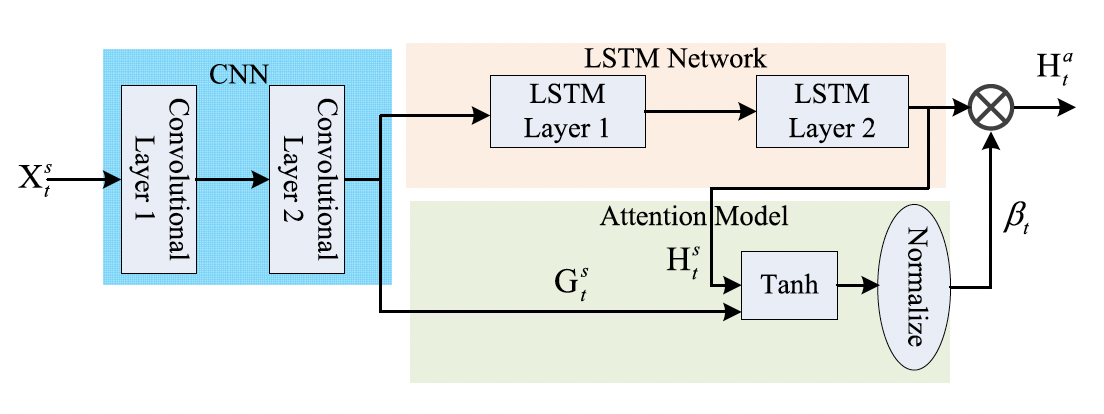 CNN
LSTM Network
X_t^s
Convolutional
Layer 1
Convolutional
Layer 2
LSTM
Layer 1
LSTM
Layer 2
H_t^a
Attention Model
H_t^s
G_t^s
Tanh
Normalize
β_t